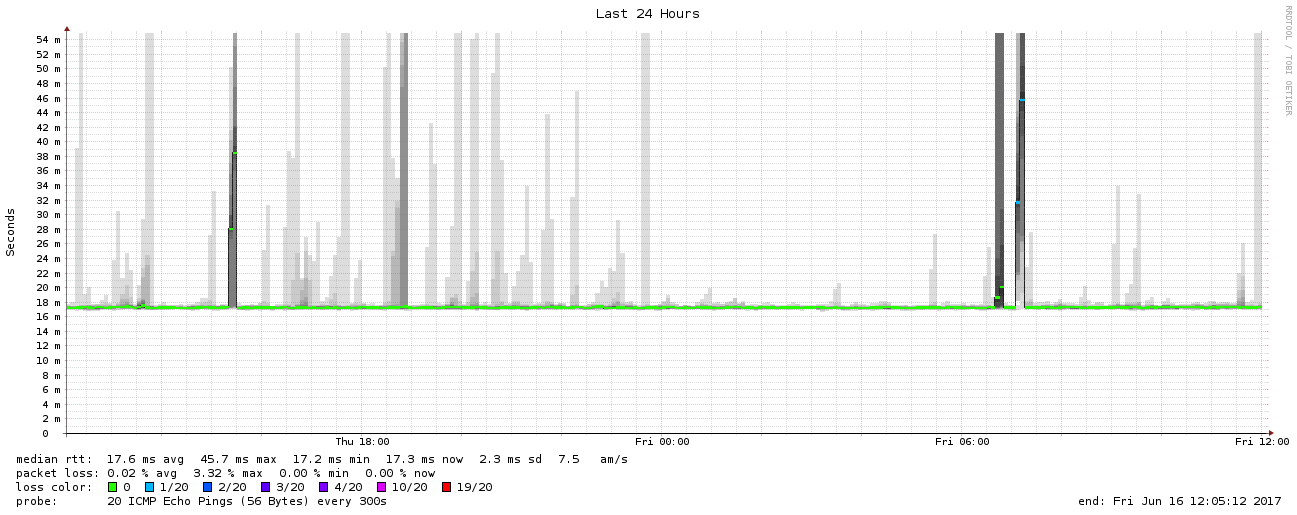 Last 24 Hours
RRDTOOL / TOBI OETIKER
Seconds
54 m
52 m
50 m
48 m
46 m
44 m
42 m
40 m
38 m
36 m
34 m
32 m
30 m
28 m
26 m
24 m
22 m
20 m
18 m
16 m
14 m
12 m
10 m
8 m
6 m
4 m
2 m
0
Thu 18:00 Fri 00:00 Fri 06:00 Fri 12:00
median rtt: 17.6 ms avg 45.7 ms max 17.2 ms min 17.3 ms now 2.3 ms sd 7.5 am/s
packet loss: 0.02 % avg 3.32 % max 0.00 % min 0.00 % now
loss color: 0 1/20 2/20 3/20 4/20 10/20 19/20
probe: 20 ICMP Echo Pings (56 Bytes) every 300s end: Fri Jun 16 12:05:12 2017